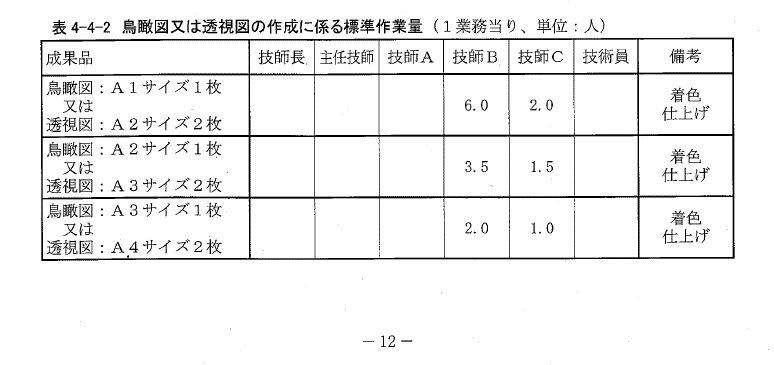 表4-4-2 鳥瞰図又は透視図の作成に係る標準作業量（１業務当り、単位：人）
成果品 技師長 主任技師 技師Ａ 技師Ｂ 技師Ｃ 技術員 備考
鳥瞰図：Ａ１サイズ１枚
又は
透視図：Ａ２サイズ２枚
6.0 2.0
着色
仕上げ
鳥瞰図：Ａ２サイズ１枚
又は
透視図：Ａ３サイズ２枚
3.5 1.5
着色
仕上げ
鳥瞰図：Ａ３サイズ１枚
又は
透視図：Ａ４サイズ２枚
2.0 1.0
着色
仕上げ
－12－